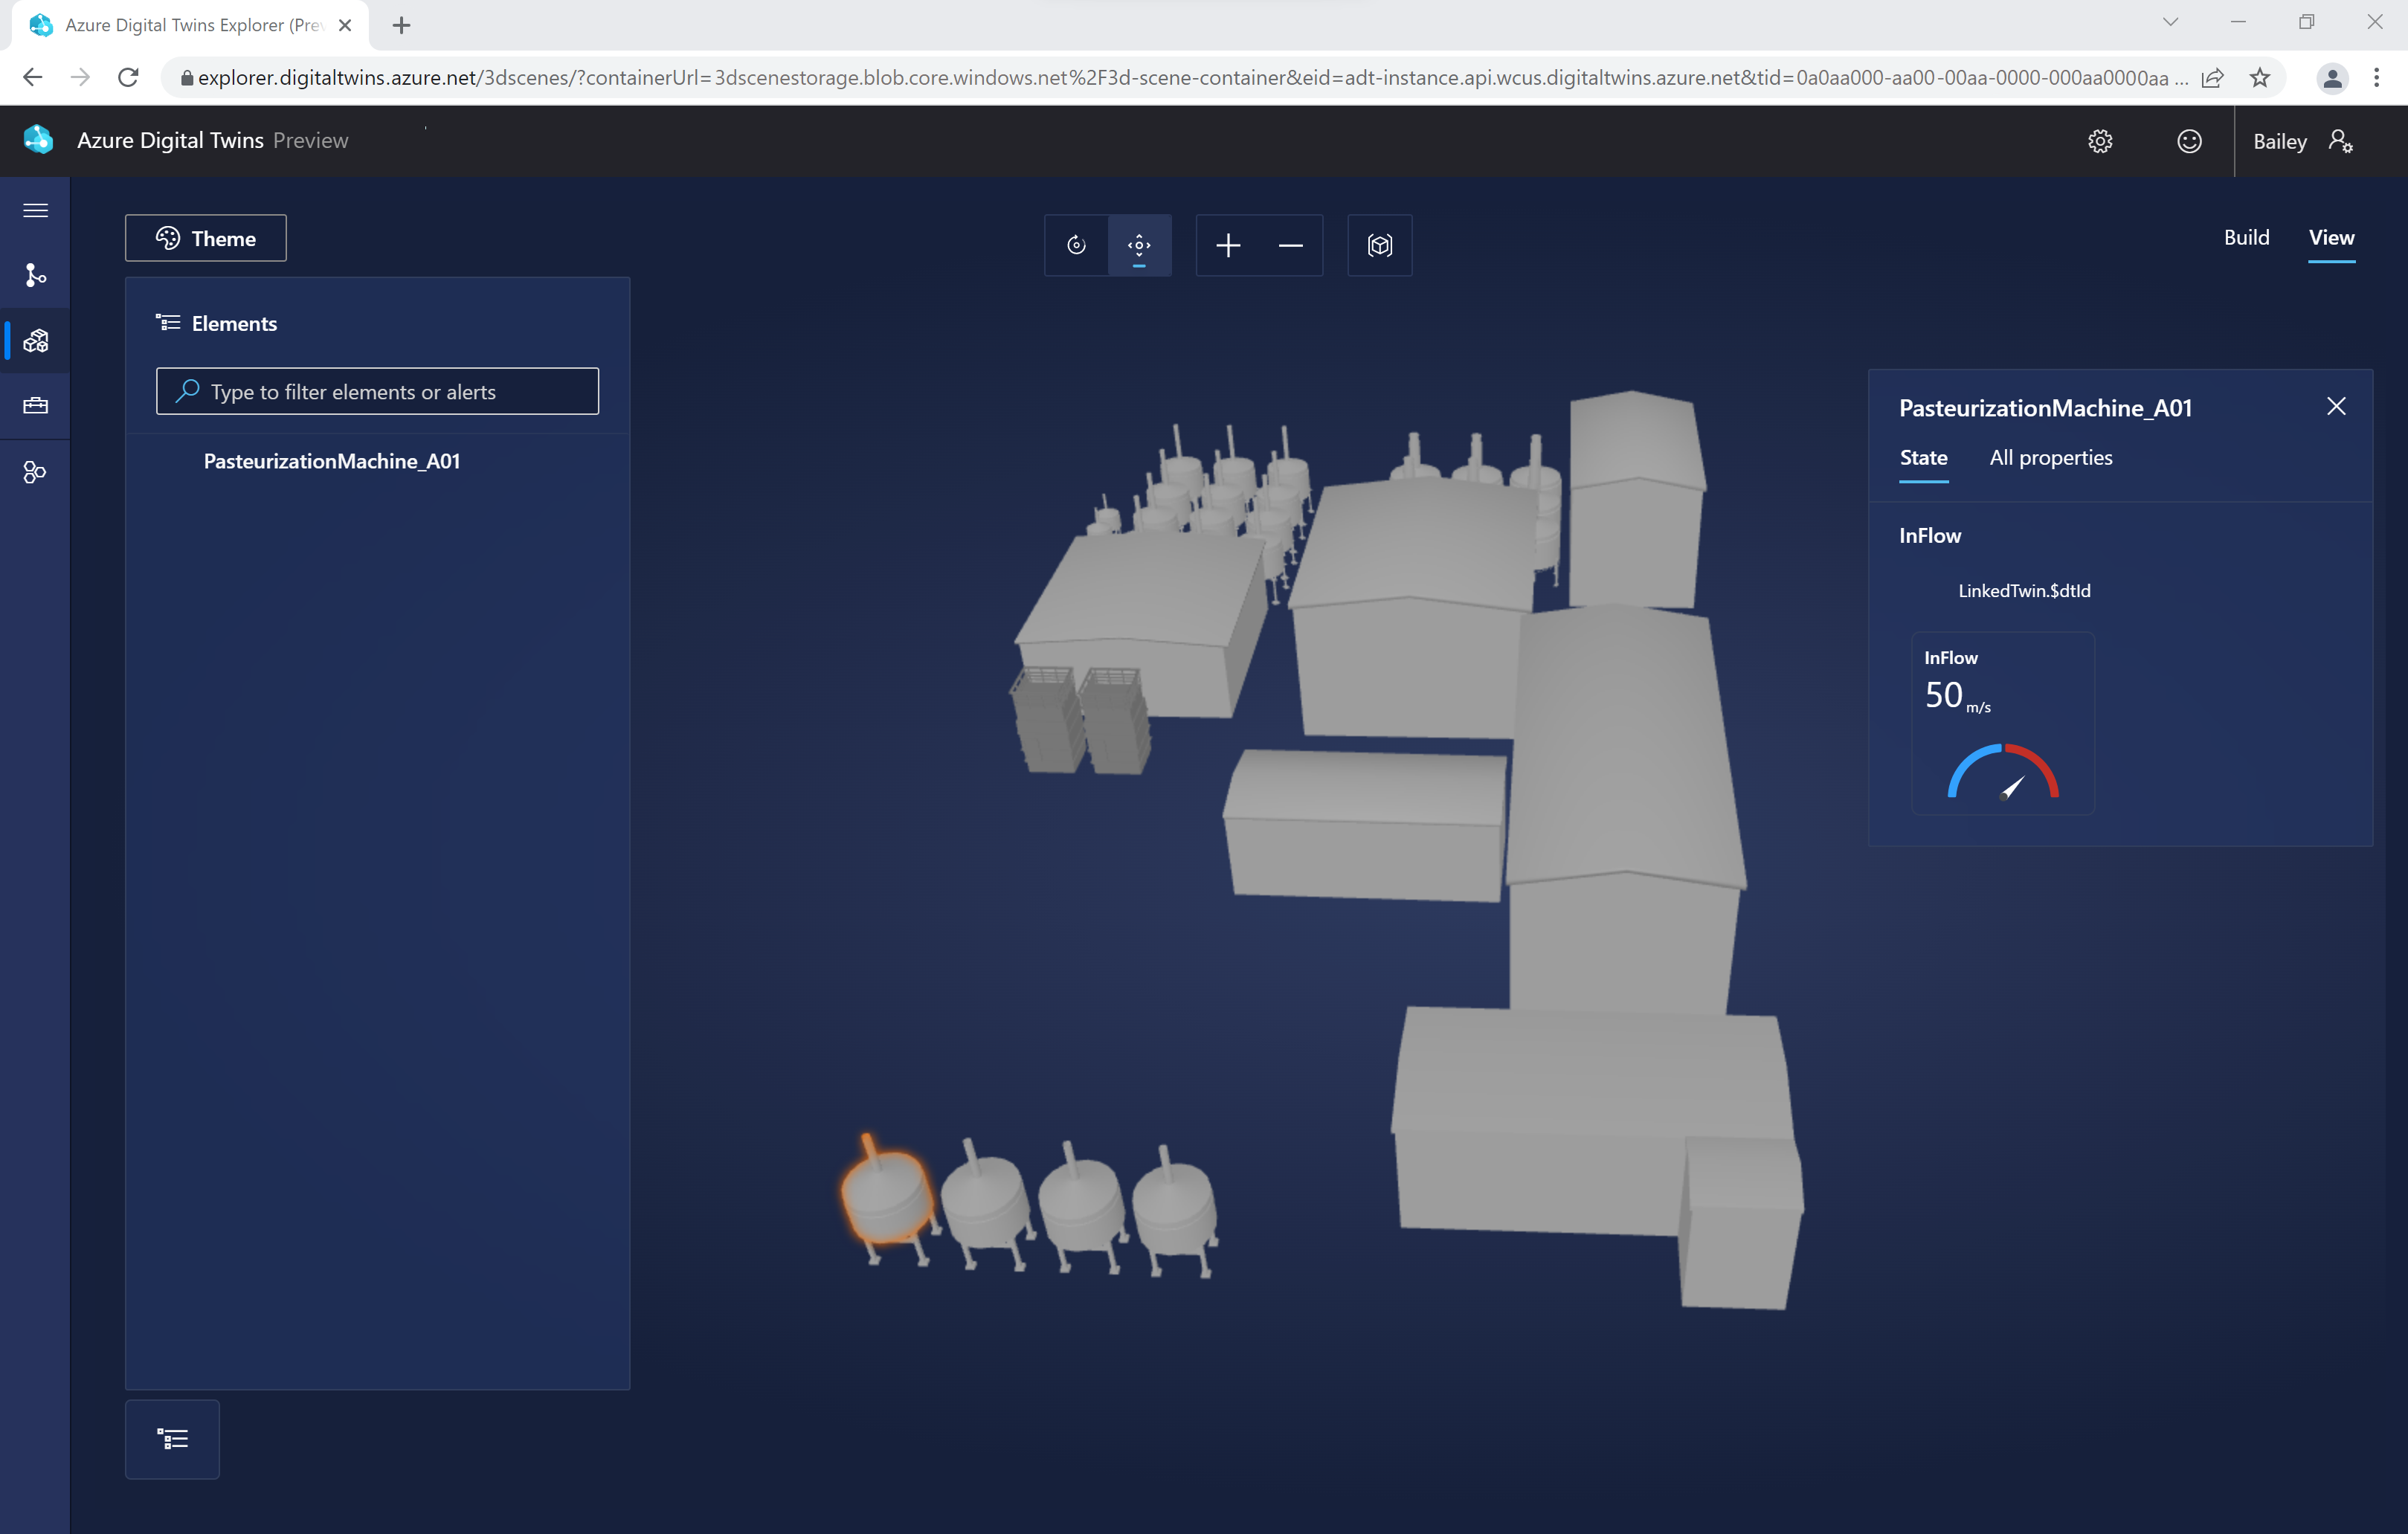 Azure Digital Twins Explorer (Pre
explorer.digitaltwins.azure.net/3dscenes/?containerUrl=3dscenestorage.blob.core.windows.net%2F3d-scene-container&eid=adt-instance.api.wcus.digitaltwins.azure.net&tid=0a0aa000-aa00-00aa-0000-000aa0000aa ...
Azure Digital Twins Preview
Bailey
Theme
Build
View
Elements
Type to filter elements or alerts
PasteurizationMachine_A01
PasteurizationMachine_A01
State
All properties
InFlow
LinkedTwin.$dtId
InFlow
50 m/s